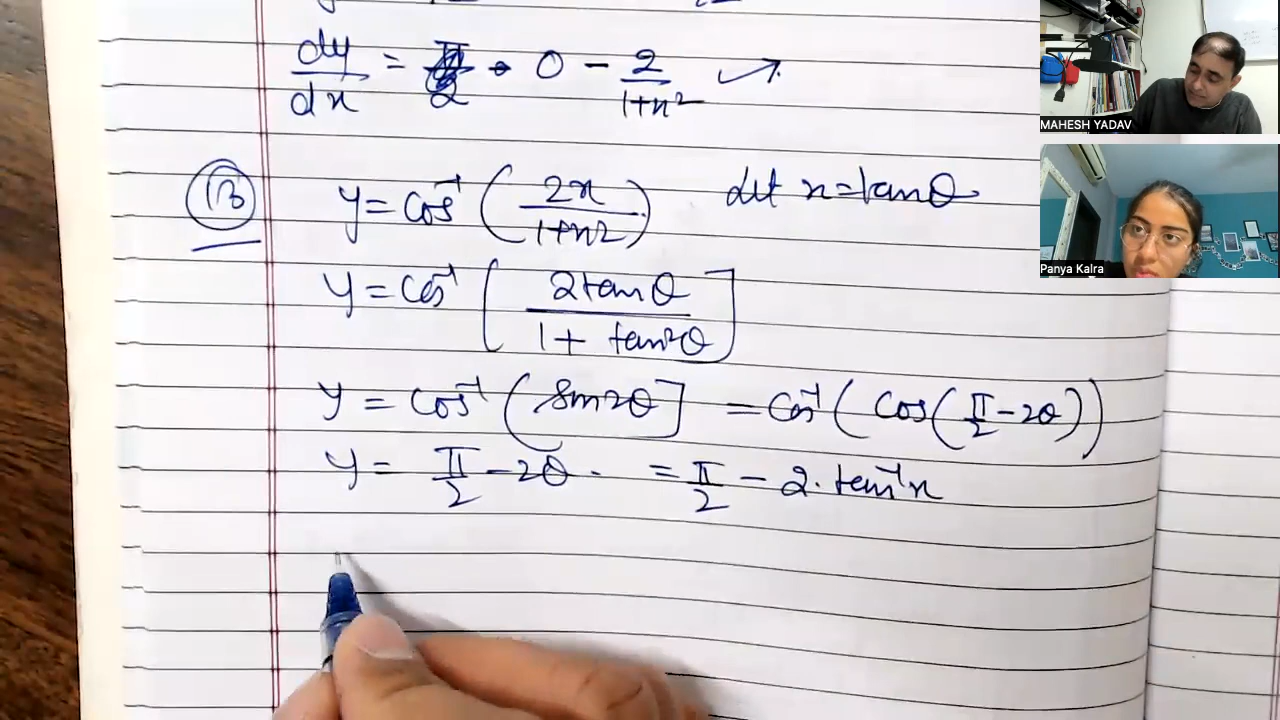 dy/dx = 0 - 2/(1+x²)
MAHESH YADAV
(13) y = cos⁻¹ (2x/(1+x²)) let x = tanθ
Panya Kalra
y = cos⁻¹ [2tanθ/(1 + tan²θ)]
y = cos⁻¹ (sin2θ] = cos⁻¹(cos(π/2 - 2θ))
y = π/2 - 2θ. = π/2 - 2.tan⁻¹x